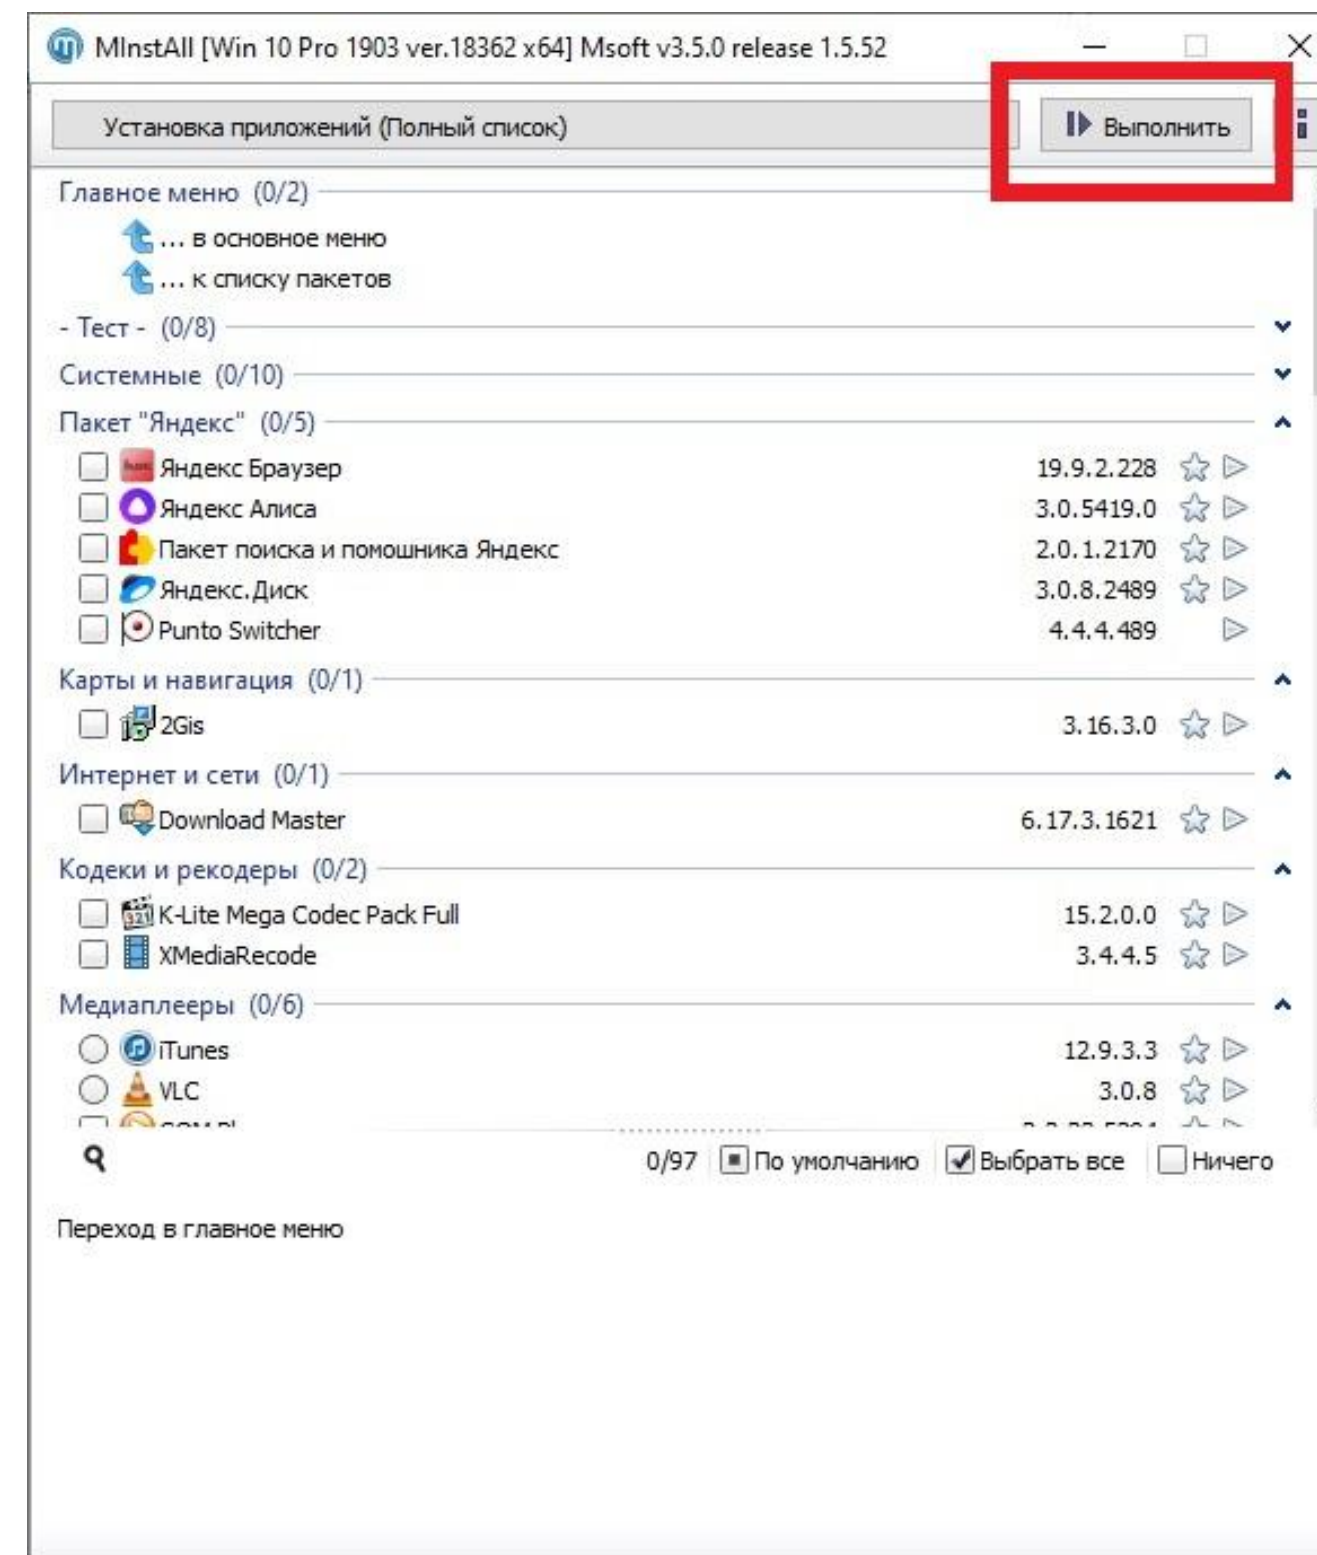 MInstAll [Win 10 Pro 1903 ver.18362 x64] Msoft v3.5.0 release 1.5.52
Установка приложений (Полный список) Выполнить
Главное меню (0/2)
... в основное меню
... к списку пакетов
- Тест - (0/8)
Системные (0/10)
Пакет "Яндекс" (0/5)
Яндекс Браузер 19.9.2.228
Яндекс Алиса 3.0.5419.0
Пакет поиска и помошника Яндекс 2.0.1.2170
Яндекс.Диск 3.0.8.2489
Punto Switcher 4.4.4.489
Карты и навигация (0/1)
2Gis 3.16.3.0
Интернет и сети (0/1)
Download Master 6.17.3.1621
Кодеки и рекодеры (0/2)
K-Lite Mega Codec Pack Full 15.2.0.0
XMediaRecode 3.4.4.5
Медиаплееры (0/6)
iTunes 12.9.3.3
VLC 3.0.8
0/97 По умолчанию Выбрать все Ничего
Переход в главное меню